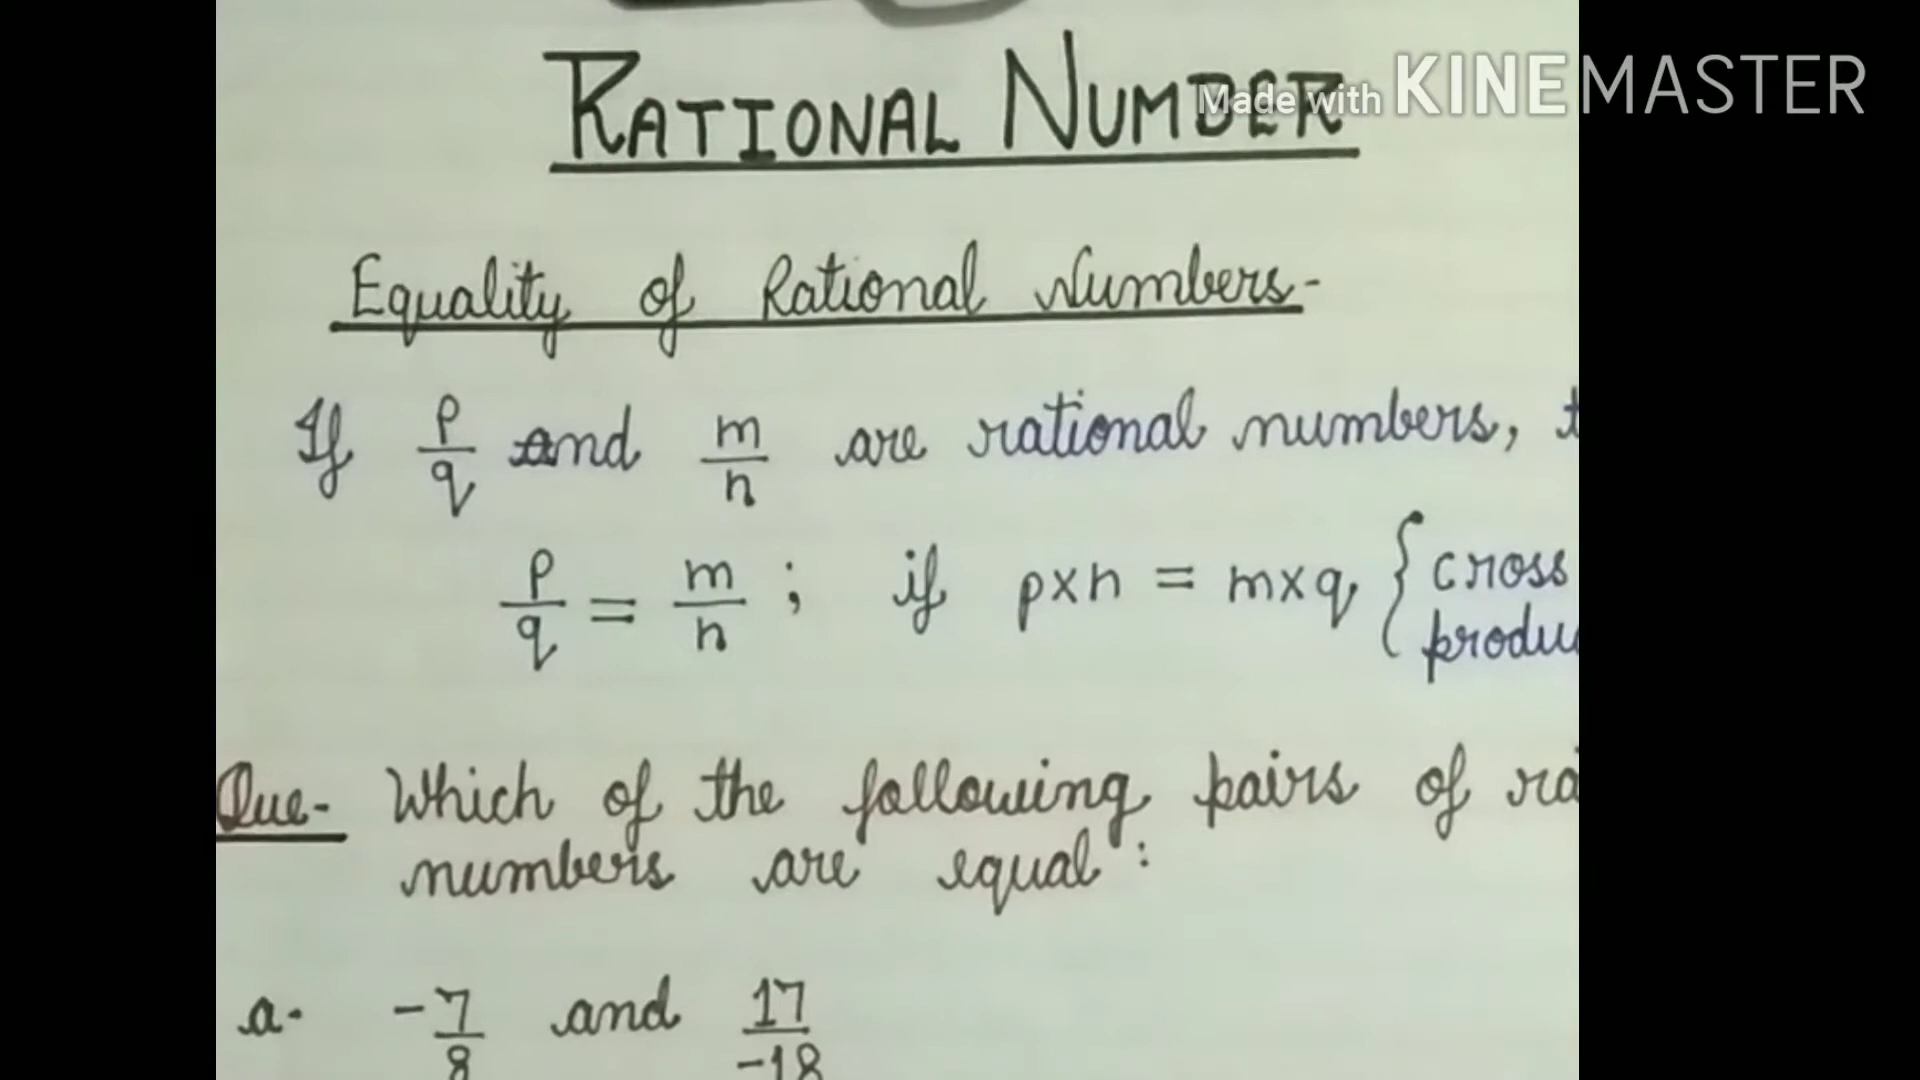 RATIONAL NUMBER
Made with KINEMASTER
Equality of Rational Numbers-
If p/q and m/n are rational numbers,
p/q = m/n ; if p×n = m×q { cross
Que- Which of the following pairs of
numbers are equal :
a. -7/8 and 17/-18